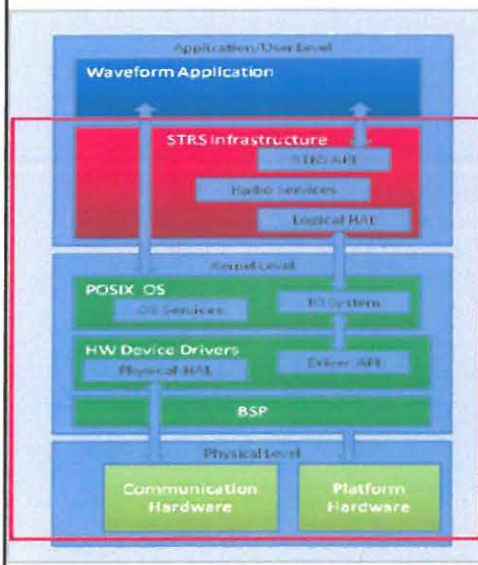 Application/User Level
Waveform Application
STRS Infrastructure
STRS API
Radio Services
Logical HAL
Kernel Level
POSIX OS
OS Services
IO System
HW Device Drivers
Physical HAL
Driver API
BSP
Physical Level
Communication
Hardware
Platform
Hardware